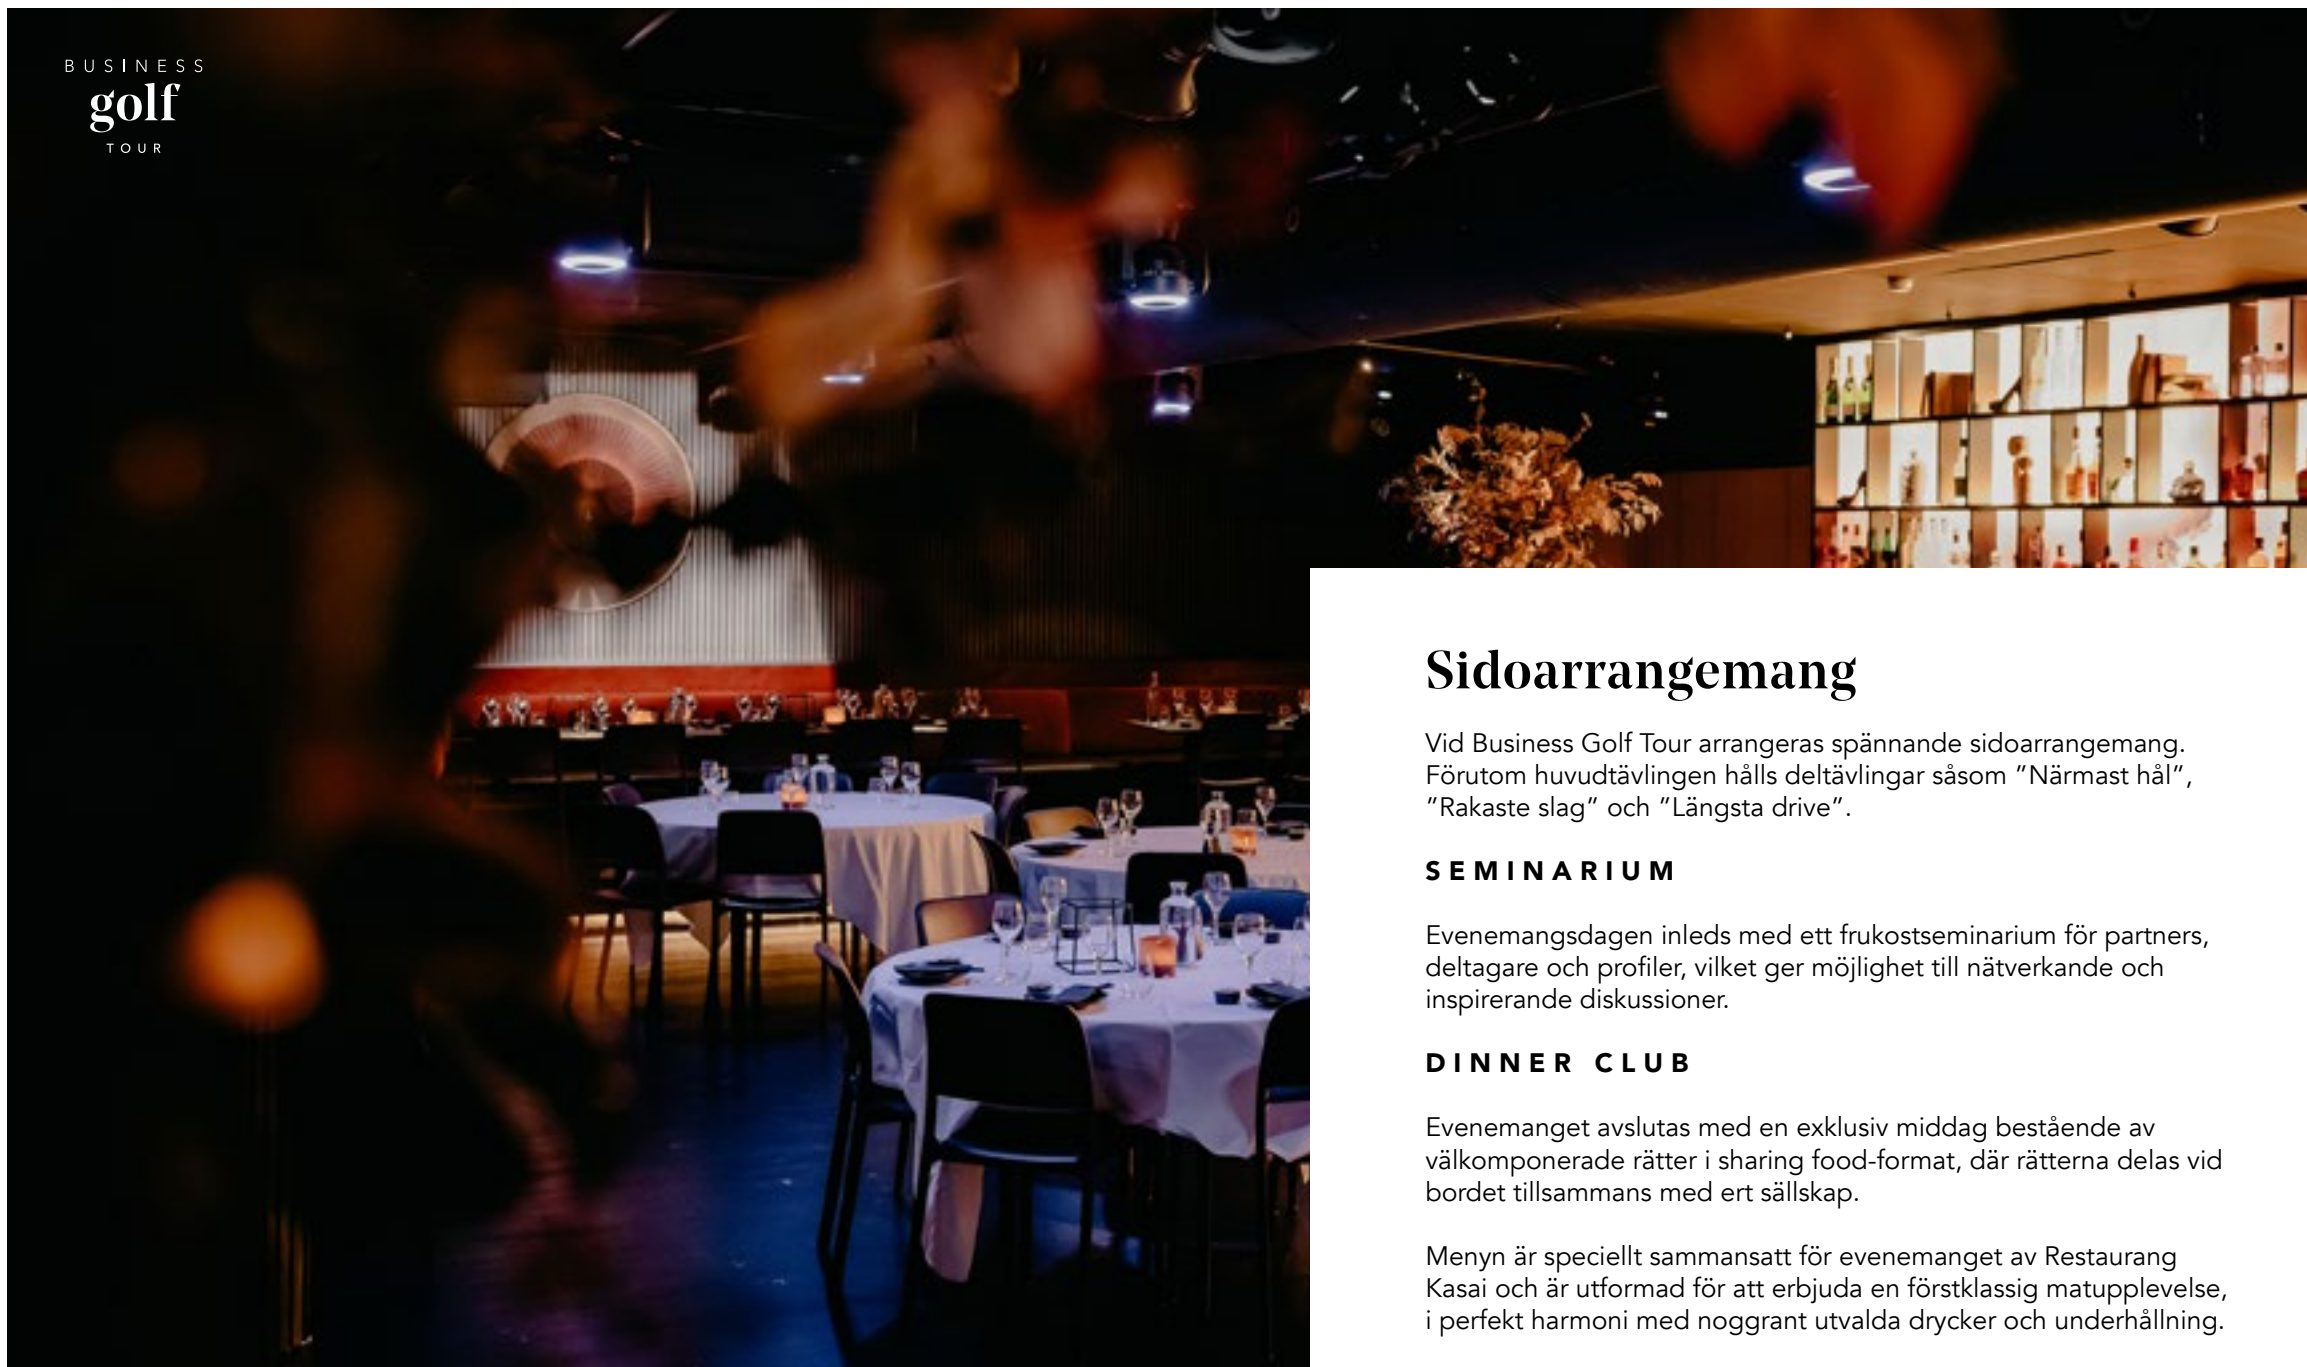 BUSINESS
golf
TOUR
Sidoarrangemang
Vid Business Golf Tour arrangeras spännande sidoarrangemang.
Förutom huvudtävlingen hålls deltävlingar såsom ”Närmast hål”,
”Rakaste slag” och ”Längsta drive”.
SEMINARIUM
Evenemangsdagen inleds med ett frukostseminarium för partners,
deltagare och profiler, vilket ger möjlighet till nätverkande och
inspirerande diskussioner.
DINNER CLUB
Evenemanget avslutas med en exklusiv middag bestående av
välkomponerade rätter i sharing food-format, där rätterna delas vid
bordet tillsammans med ert sällskap.
Menyn är speciellt sammansatt för evenemanget av Restaurang
Kasai och är utformad för att erbjuda en förstklassig matupplevelse,
i perfekt harmoni med noggrant utvalda drycker och underhållning.